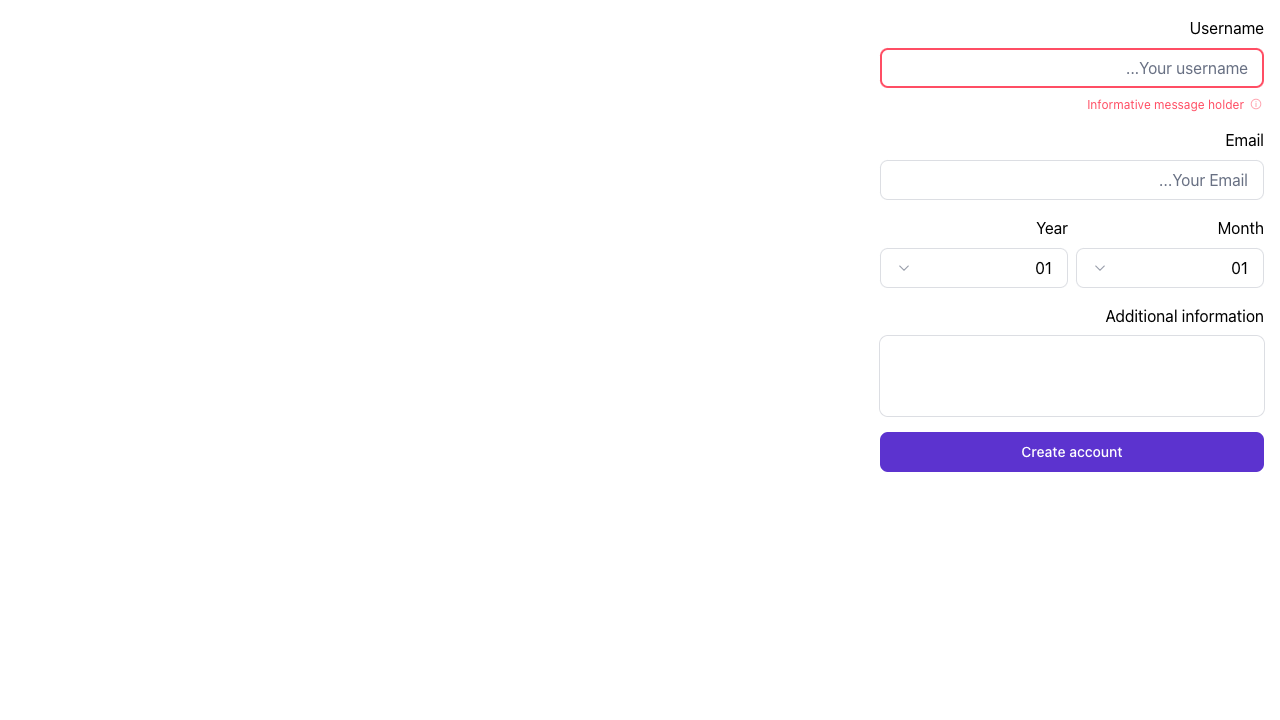 Username
...Your username
Informative message holder
Email
...Your Email
Month
Year
01
01
Additional information
Create account